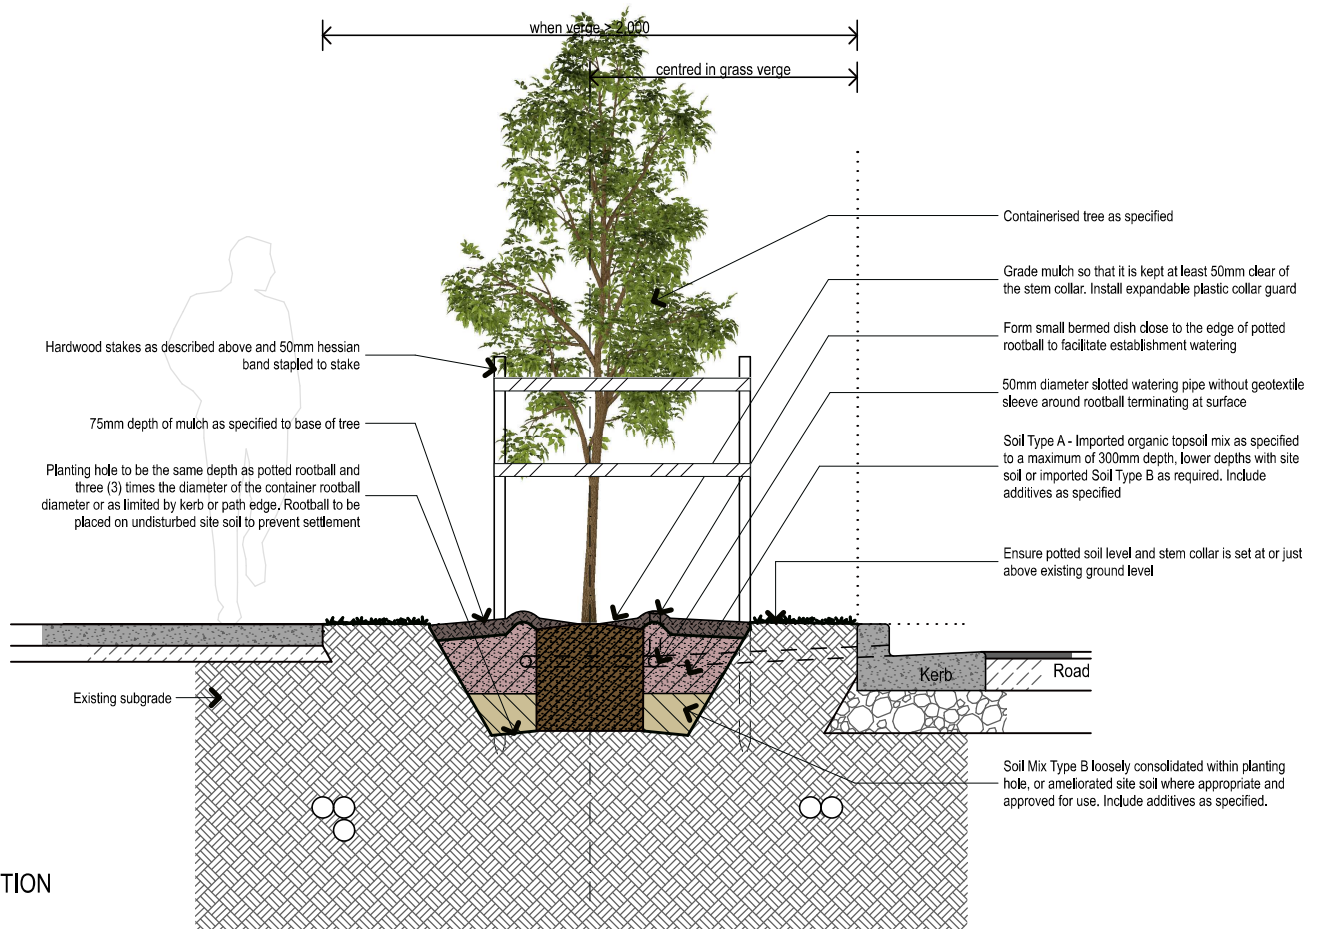 when verge > 2,000
centred in grass verge
Containerised tree as specified
Grade mulch so that it is kept at least 50mm clear of
the stem collar. Install expandable plastic collar guard
Form small bermed dish close to the edge of potted
rootball to facilitate establishment watering
50mm diameter slotted watering pipe without geotextile
sleeve around rootball terminating at surface
Soil Type A - Imported organic topsoil mix as specified
to a maximum of 300mm depth, lower depths with site
soil or imported Soil Type B as required. Include
additives as specified
Ensure potted soil level and stem collar is set at or just
above existing ground level
Hardwood stakes as described above and 50mm hessian
band stapled to stake
75mm depth of mulch as specified to base of tree
Planting hole to be the same depth as potted rootball and
three (3) times the diameter of the container rootball
diameter or as limited by kerb or path edge. Rootball to be
placed on undisturbed site soil to prevent settlement
Existing subgrade
Kerb
Road
Soil Mix Type B loosely consolidated within planting
hole, or ameliorated site soil where appropriate and
approved for use. Include additives as specified.
TION